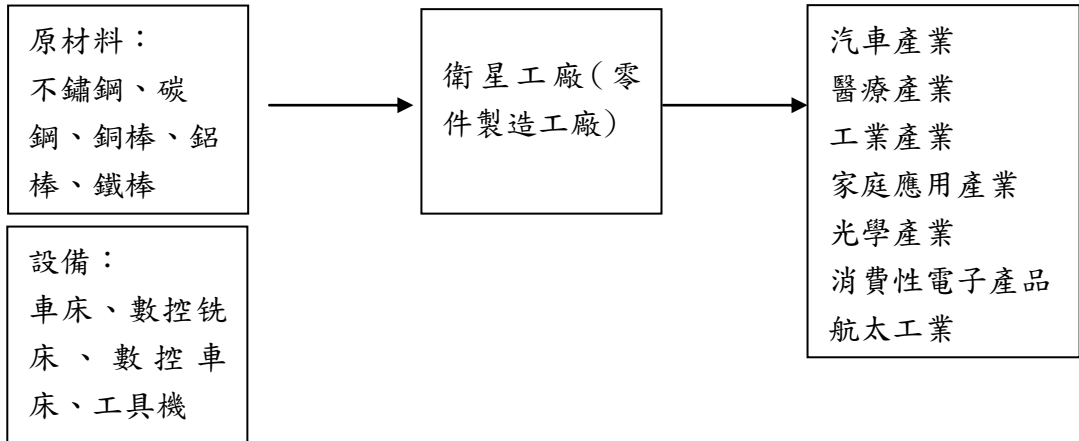 原材料：
不鏽鋼、碳
鋼、銅棒、鋁
棒、鐵棒
設備：
車床、數控铣
床、數控車
床、工具機
衛星工廠(零
件製造工廠)
汽車產業
醫療產業
工業產業
家庭應用產業
光學產業
消費性電子產品
航太工業